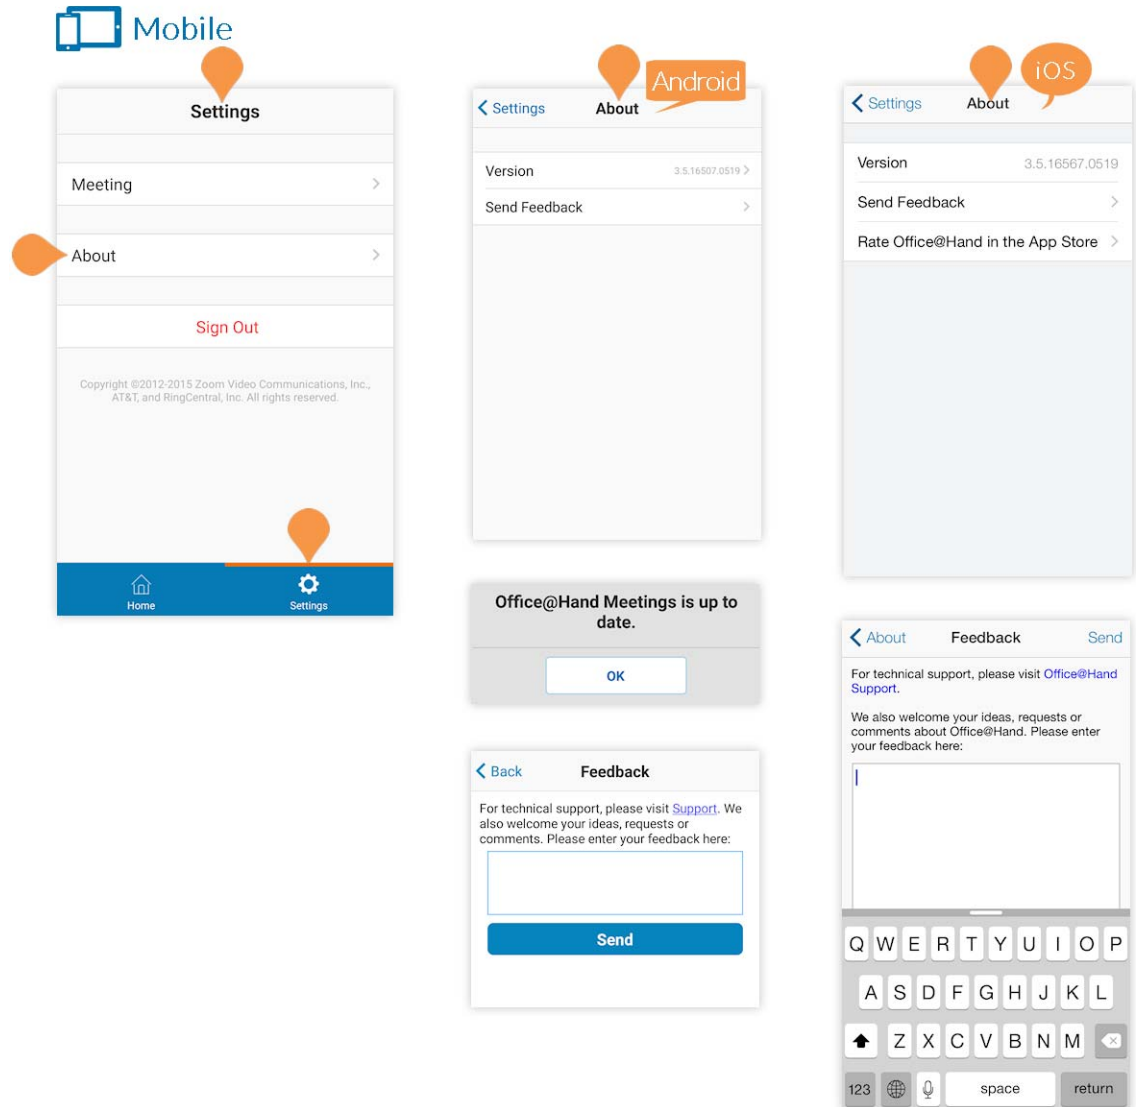 Mobile
Settings
Meeting
About
Sign Out
Copyright ©2012-2015 Zoom Video Communications, Inc.,
AT&T, and RingCentral, Inc. All rights reserved.
Home
Settings
Android
Settings
About
Version
3.5.16507.0519
Send Feedback
Office@Hand Meetings is up to
date.
OK
Back
Feedback
For technical support, please visit Support. We
also welcome your ideas, requests or
comments. Please enter your feedback here:
Send
iOS
Settings
About
Version
3.5.16567.0519
Send Feedback
Rate Office@Hand in the App Store
About
Feedback
Send
For technical support, please visit Office@Hand
Support.
We also welcome your ideas, requests or
comments about Office@Hand. Please enter
your feedback here:
Q W E R T Y U I O P
A S D F G H J K L
Z X C V B N M
123
space
return